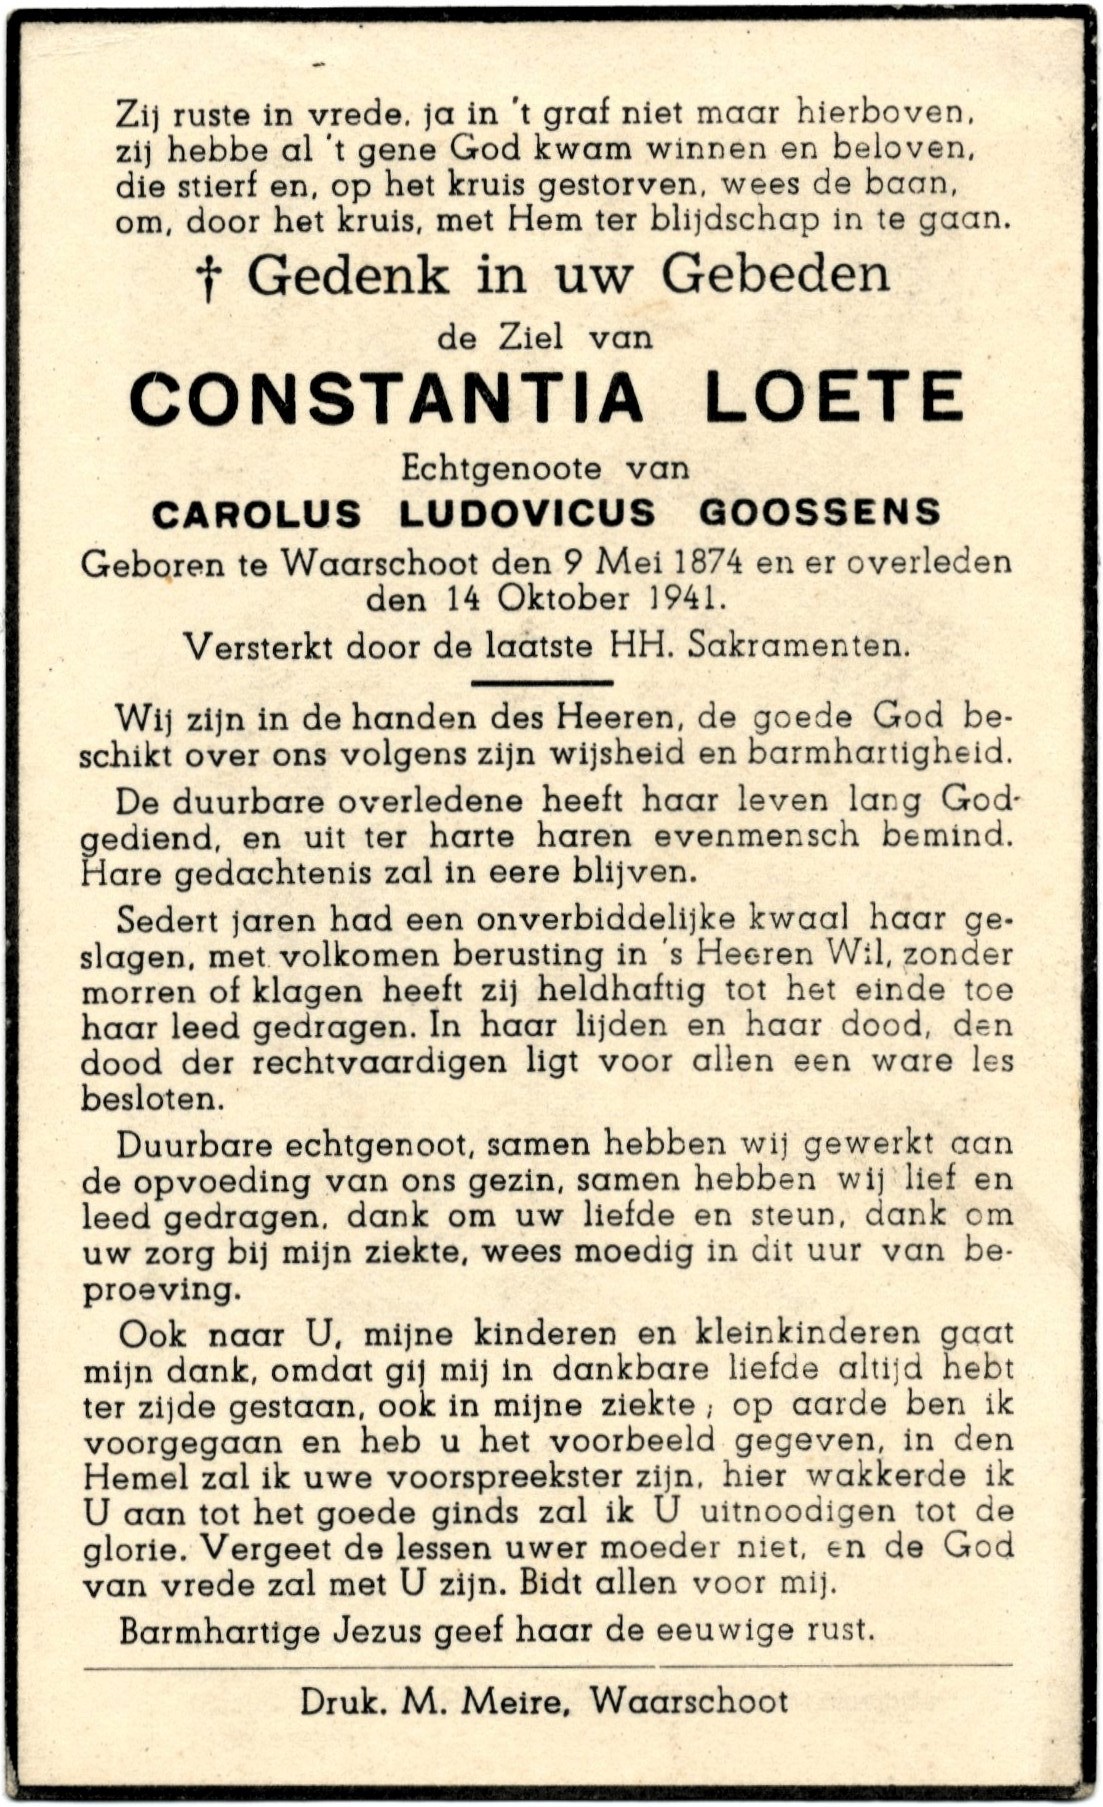 Zij ruste in vrede, ja in 't graf niet maar hierboven,
zij hebbe al 't gene God kwam winnen en beloven,
die stierf en, op het kruis gestorven, wees de baan,
om, door het kruis, met Hem ter blijdschap in te gaan.
† Gedenk in uw Gebeden
de Ziel van
CONSTANTIA LOETE
Echtgenoote van
CAROLUS LUDOVICUS GOOSSENS
Geboren te Waarschoot den 9 Mei 1874 en er overleden
den 14 Oktober 1941.
Versterkt door de laatste HH. Sakramenten.
Wij zijn in de handen des Heeren, de goede God be-
schikt over ons volgens zijn wijsheid en barmhartigheid.
De duurbare overledene heeft haar leven lang God-
gediend, en uit ter harte haren evenmensch bemind.
Hare gedachtenis zal in eere blijven.
Sedert jaren had een onverbiddelijke kwaal haar ge-
slagen, met volkomen berusting in 's Heeren Wil, zonder
morren of klagen heeft zij heldhaftig tot het einde toe
haar leed gedragen. In haar lijden en haar dood, den
dood der rechtvaardigen ligt voor allen een ware les
besloten.
Duurbare echtgenoot, samen hebben wij gewerkt aan
de opvoeding van ons gezin, samen hebben wij lief en
leed gedragen, dank om uw liefde en steun, dank om
uw zorg bij mijn ziekte, wees moedig in dit uur van be-
proeving.
Ook naar U, mijne kinderen en kleinkinderen gaat
mijn dank, omdat gij mij in dankbare liefde altijd hebt
ter zijde gestaan, ook in mijne ziekte; op aarde ben ik
voorgegaan en heb u het voorbeeld gegeven, in den
Hemel zal ik uwe voorspreekster zijn, hier wakkerde ik
U aan tot het goede ginds zal ik U uitnoodigen tot de
glorie. Vergeet de lessen uwer moeder niet, en de God
van vrede zal met U zijn. Bidt allen voor mij.
Barmhartige Jezus geef haar de eeuwige rust.
Druk. M. Meire, Waarschoot